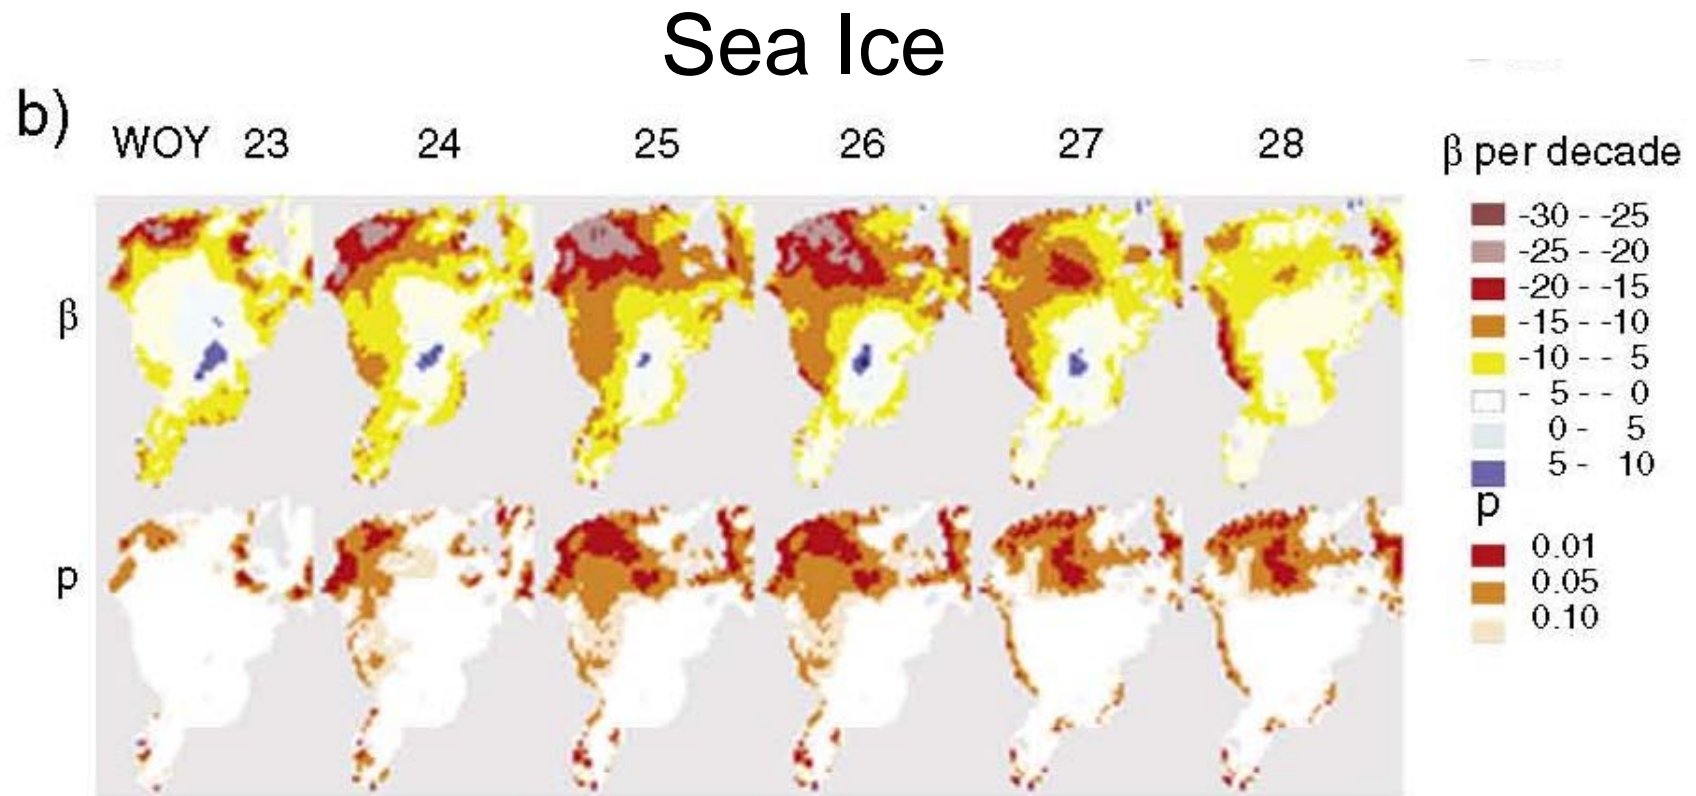 Sea Ice
b)
WOY 23 24 25 26 27 28
β per decade
-30 - -25
-25 - -20
-20 - -15
-15 - -10
-10 - - 5
- 5 - - 0
0 - 5
5 - 10
β
p
0.01
0.05
0.10
p